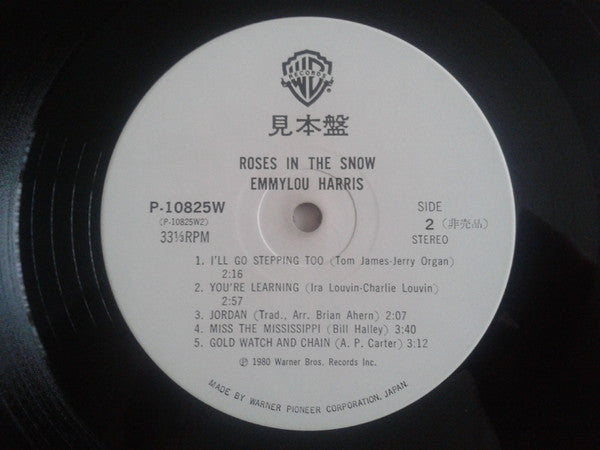 WB
RECORDS
®
見本盤
ROSES IN THE SNOW
EMMYLOU HARRIS
P-10825W
(P-10825W2)
33⅓RPM
SIDE
2 (非売品)
STEREO
1. I'LL GO STEPPING TOO (Tom James-Jerry Organ)
2:16
2. YOU'RE LEARNING (Ira Louvin-Charlie Louvin)
2:57
3. JORDAN (Trad., Arr. Brian Ahern) 2:07
4. MISS THE MISSISSIPPI (Bill Halley) 3:40
5. GOLD WATCH AND CHAIN (A. P. Carter) 3:12
℗ 1980 Warner Bros. Records Inc.
MADE BY WARNER PIONEER CORPORATION, JAPAN.